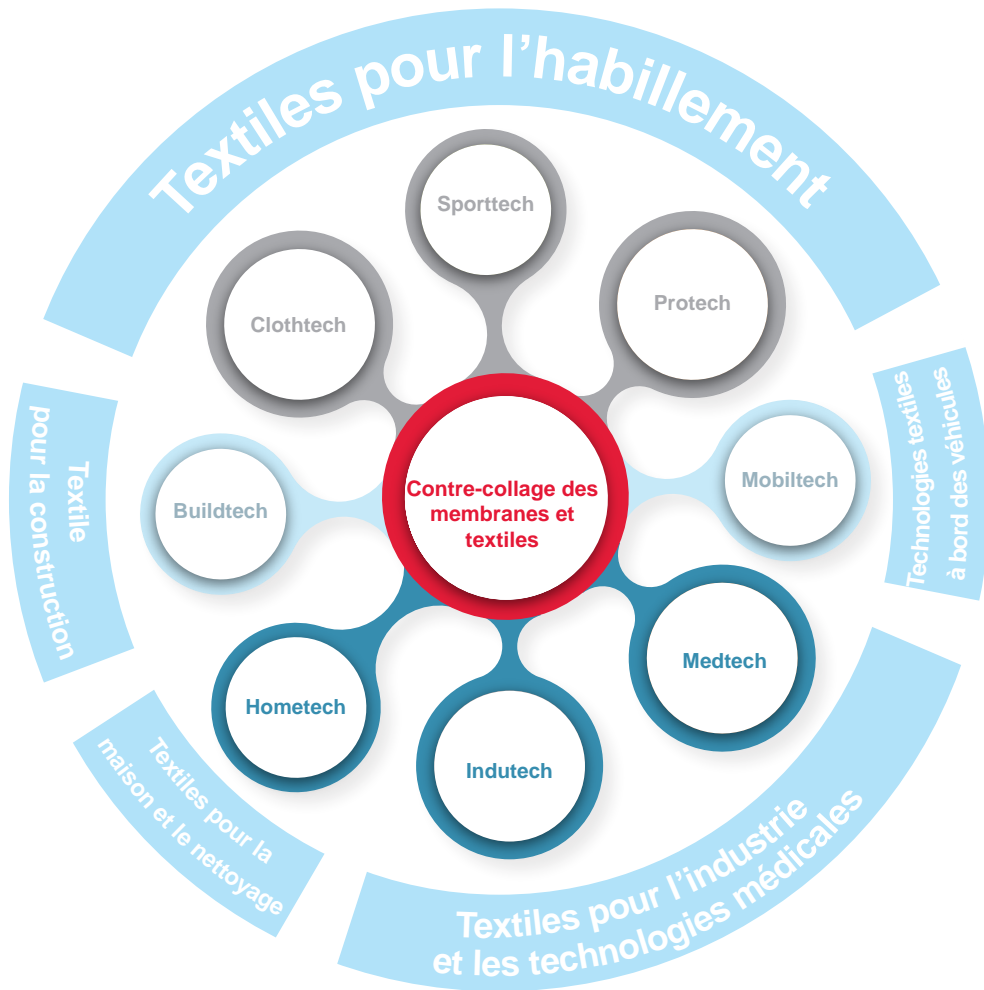 Textiles pour l’habillement
Sporttech
Clothtech
Protech
Technologies textiles
à bord des véhicules
Textile
pour la construction
Buildtech
Contre-collage des
membranes et
textiles
Mobiltech
Hometech
Indutech
Medtech
Textiles pour la
maison et le nettoyage
Textiles pour l’industrie
et les technologies médicales